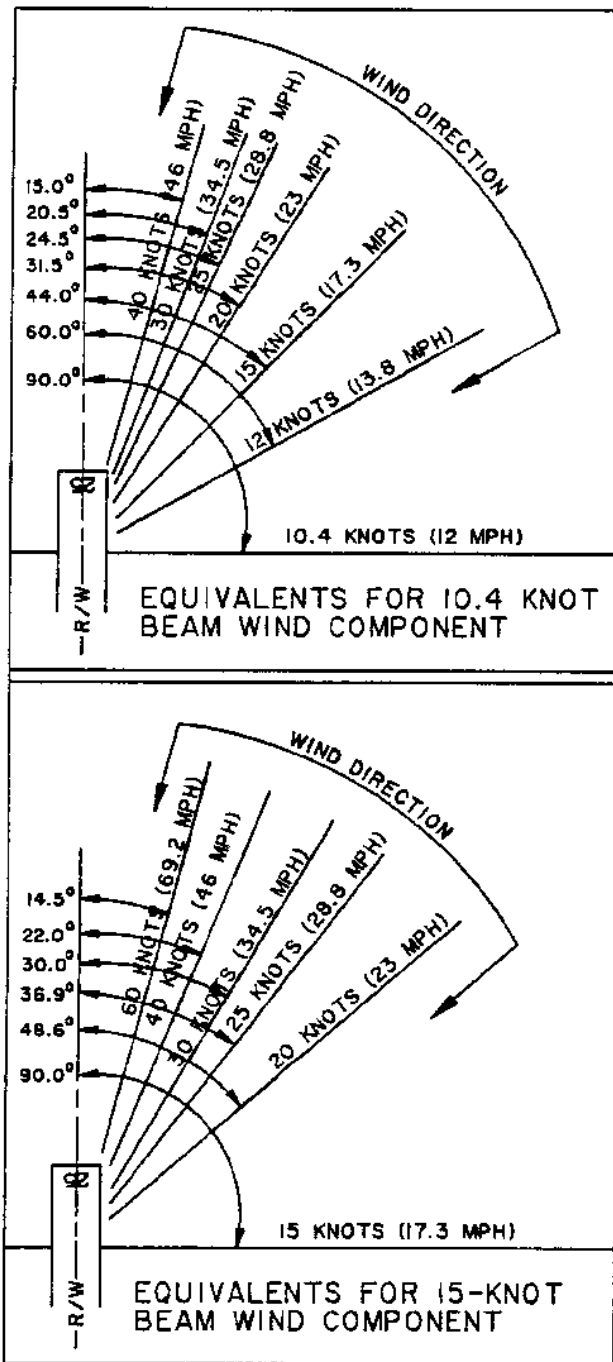 WIND DIRECTION
40 KNOTS (46 MPH)
30 KNOTS (34.5 MPH)
25 KNOTS (28.8 MPH)
20 KNOTS (23 MPH)
15 KNOTS (17.3 MPH)
12 KNOTS (13.8 MPH)
15.0°
20.5°
24.5°
31.5°
44.0°
60.0°
90.0°
10.4 KNOTS (12 MPH)
R/W
EQUIVALENTS FOR 10.4 KNOT
BEAM WIND COMPONENT
WIND DIRECTION
60 KNOTS (69.2 MPH)
40 KNOTS (46 MPH)
30 KNOTS (34.5 MPH)
25 KNOTS (28.8 MPH)
20 KNOTS (23 MPH)
14.5°
22.0°
30.0°
36.9°
48.6°
90.0°
15 KNOTS (17.3 MPH)
R/W
EQUIVALENTS FOR 15-KNOT
BEAM WIND COMPONENT